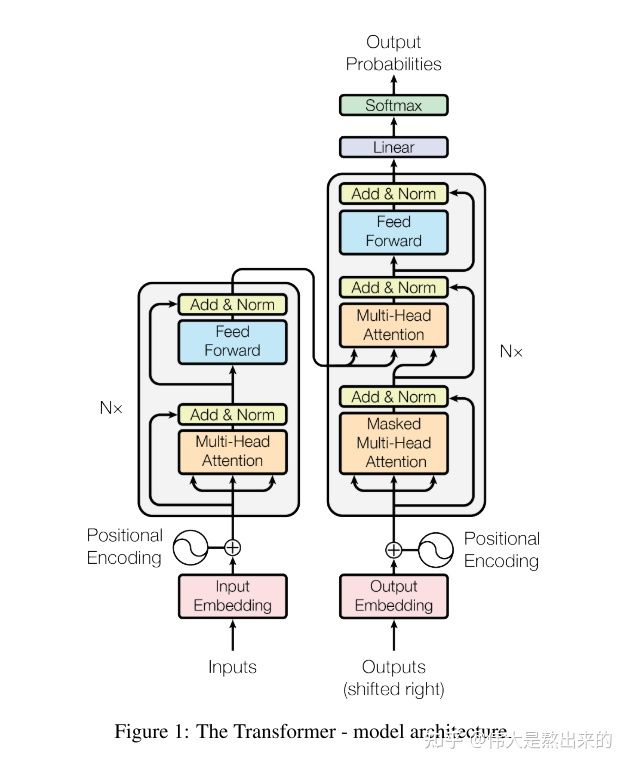 Output
Probabilities
Softmax
Linear
Add & Norm
Feed
Forward
Add & Norm
Multi-Head
Attention
Add & Norm
Masked
Multi-Head
Attention
Nx
Add & Norm
Feed
Forward
Add & Norm
Multi-Head
Attention
Nx
Positional
Encoding
Input
Embedding
Inputs
Positional
Encoding
Output
Embedding
Outputs
(shifted right)
Figure 1: The Transformer - model architecture.
知乎 @伟大是熬出来的